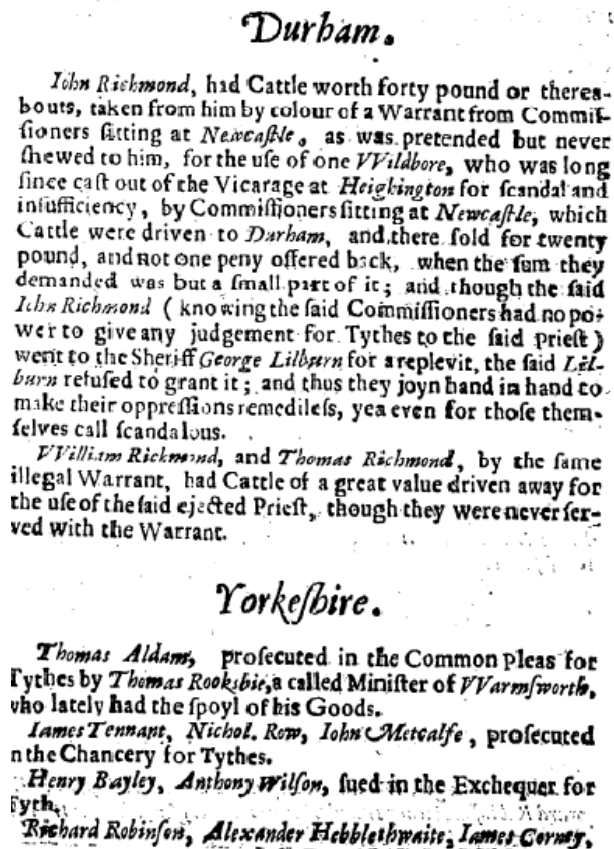 Durham.
Iohn Richmond, had Cattle worth forty pound or therea-
bouts, taken from him by colour of a Warrant from Commiſ-
ſioners ſitting at Newcaſtle, as was pretended but never
ſhewed to him, for the uſe of one VVildbore, who was long
ſince caſt out of the Vicarage at Heighington for ſcandal and
inſufficiency, by Commiſſioners ſitting at Newcaſtle, which
Cattle were driven to Durham, and there ſold for twenty
pound, and not one peny offered back, when the ſum they
demanded was but a ſmall part of it; and though the ſaid
Iohn Richmond (knowing the ſaid Commiſſioners had no po-
wer to give any judgement for Tythes to the ſaid prieſt)
went to the Sheriff George Lilburn for a replevit, the ſaid Lil-
burn refuſed to grant it; and thus they joyn hand in hand to
make their oppreſſions remedileſs, yea even for thoſe them-
ſelves call ſcandalous.
VVilliam Richmond, and Thomas Richmond, by the ſame
illegal Warrant, had Cattle of a great value driven away for
the uſe of the ſaid ejected Prieſt, though they were never ſer-
ved with the Warrant.
Yorkeſhire.
Thomas Aldam, proſecuted in the Common Pleas for
Tythes by Thomas Rooksbie, a called Miniſter of VVarmſworth,
who lately had the ſpoyl of his Goods.
Iames Tennant, Nichol. Row, Iohn Metcalfe, proſecuted
n the Chancery for Tythes.
Henry Bayley, Anthony Wilſon, ſued in the Exchequer for
Tyth.
Richard Robinſon, Alexander Hebblethwaite, Iames Corney,